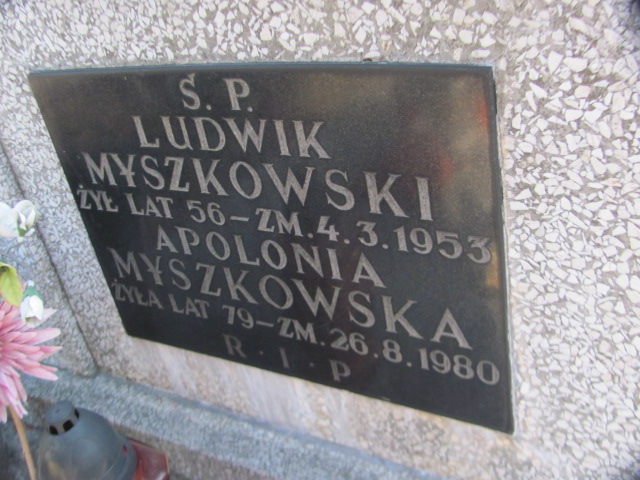 Ś. P.
LUDWIK
MYSZKOWSKI
ŻYŁ LAT 56 – ZM. 4.3.1953
APOLONIA
MYSZKOWSKA
ŻYŁA LAT 79 – ZM. 26.8.1980
R. I. P